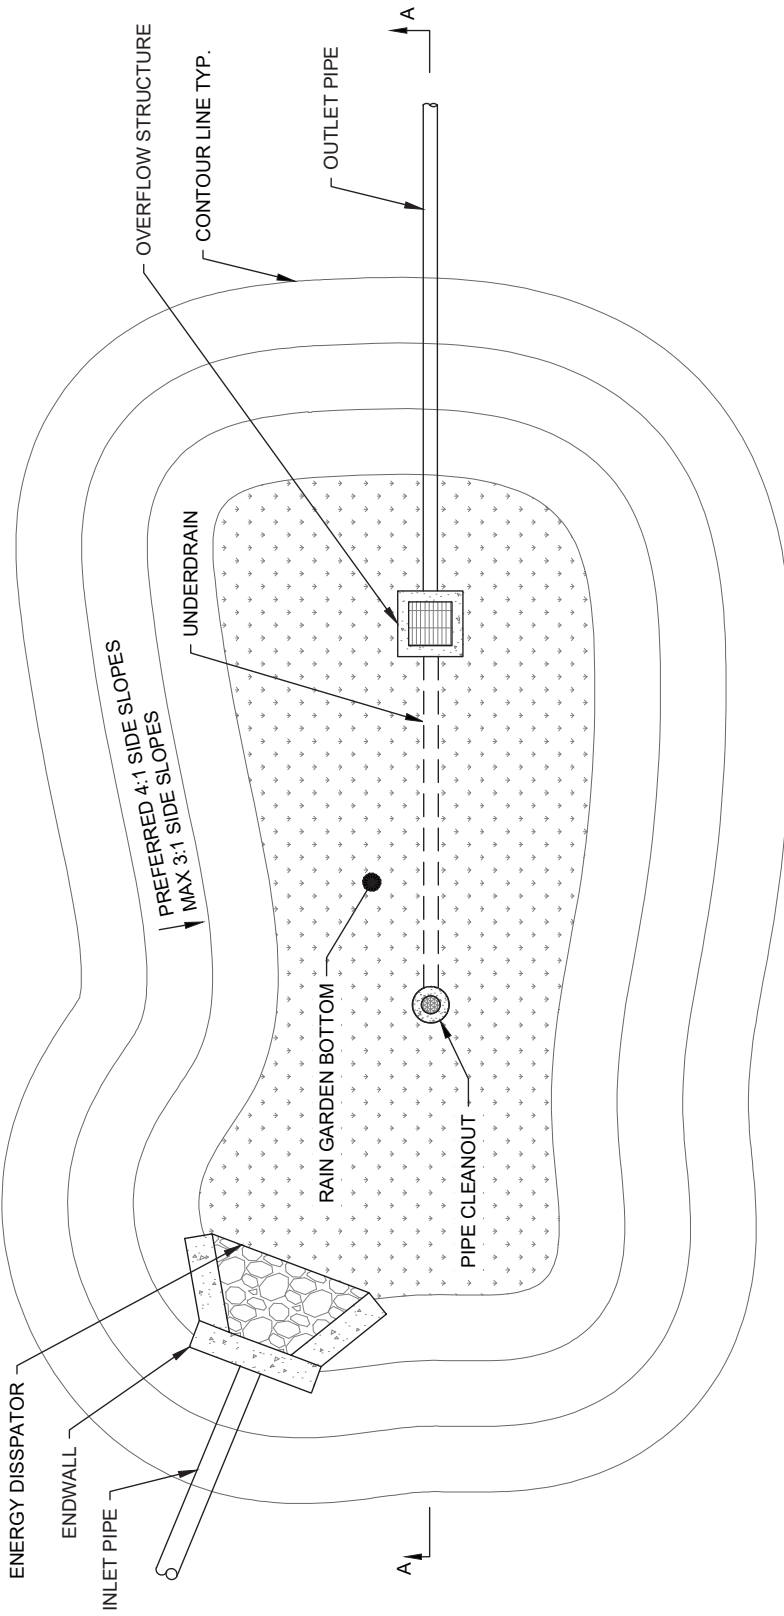 ENERGY DISSPATOR
ENDWALL
INLET PIPE
A
PREFERRED 4:1 SIDE SLOPES
MAX 3:1 SIDE SLOPES
RAIN GARDEN BOTTOM
PIPE CLEANOUT
UNDERDRAIN
OVERFLOW STRUCTURE
CONTOUR LINE TYP.
OUTLET PIPE
A